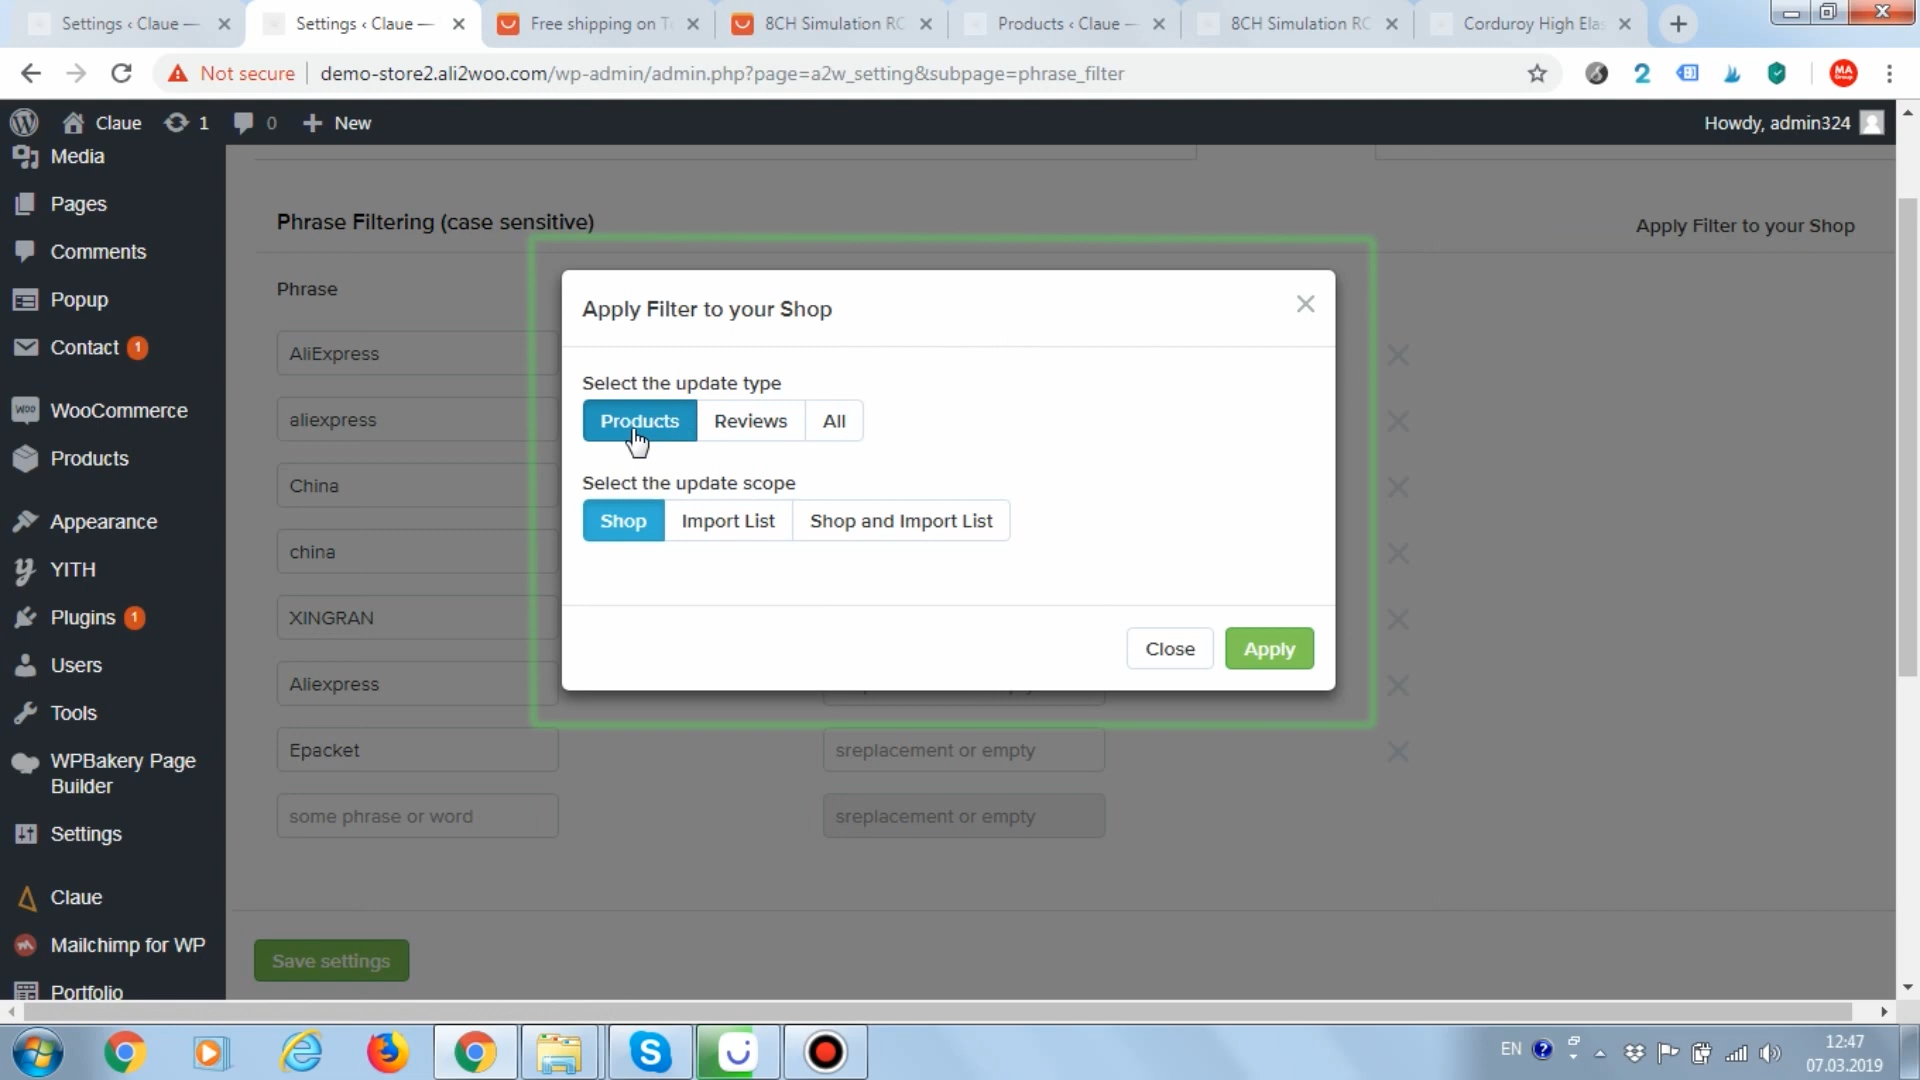 Settings ‹ Claue —
Settings ‹ Claue —
Free shipping on T
8CH Simulation RC
Products ‹ Claue —
8CH Simulation RC
Corduroy High Elas
Not secure
demo-store2.ali2woo.com/wp-admin/admin.php?page=a2w_setting&subpage=phrase_filter
2
MA
Group
Claue
1
0
New
Howdy, admin324
Media
Pages
Comments
Popup
Contact 1
WOO WooCommerce
Products
Appearance
YITH
Plugins 1
Users
Tools
WPBakery Page
Builder
Settings
Claue
Mailchimp for WP
Portfolio
Phrase Filtering (case sensitive)
Apply Filter to your Shop
Phrase
AliExpress
aliexpress
China
china
XINGRAN
Aliexpress
Epacket
sreplacement or empty
some phrase or word
sreplacement or empty
Save settings
Apply Filter to your Shop
Select the update type
Products Reviews All
Select the update scope
Shop Import List Shop and Import List
Close Apply
EN
12:47
07.03.2019